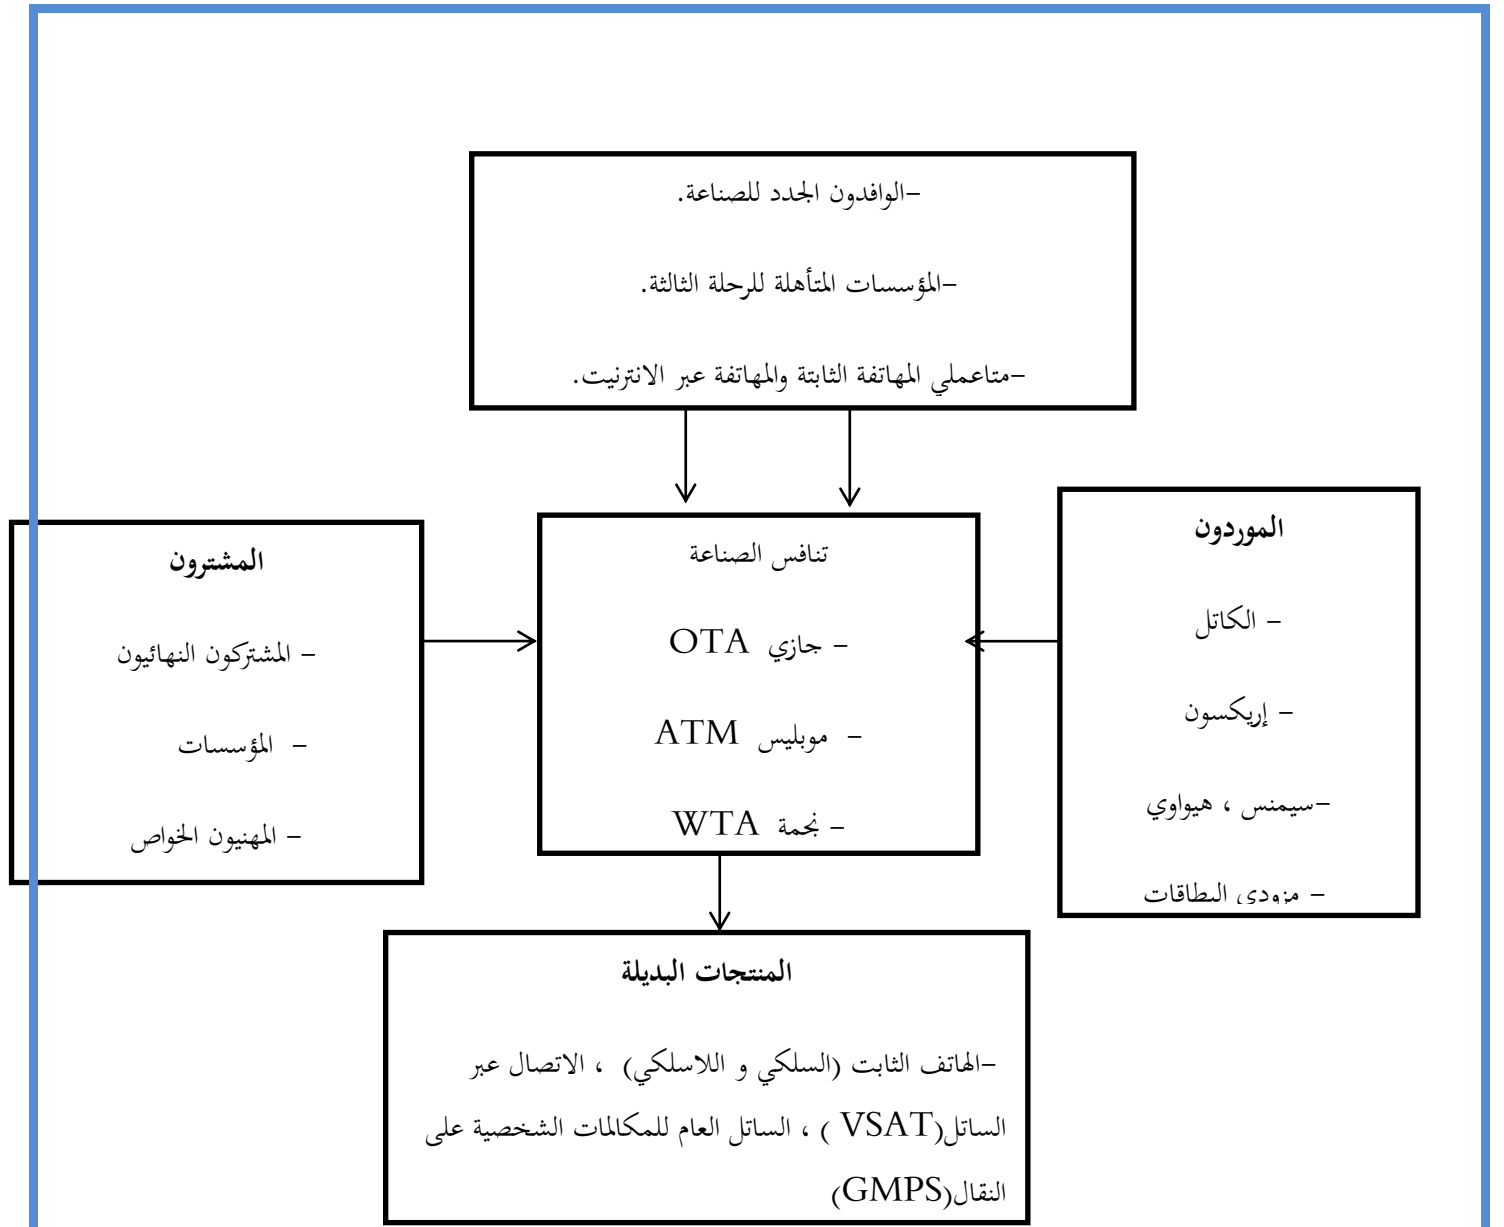 -الوافدون الجدد للصناعة.
-المؤسسات المتأهلة للرحلة الثالثة.
-متاعملي المهاتفة الثابتة والمهاتفة عبر الانترنيت.
الموردون
- الكاتل
- إريكسون
-سيمنس ، هيواوي
- مزودي البطاقات
تنافس الصناعة
- جازي OTA
- موبليس ATM
- نجمة WTA
المشترون
- المشتركون النهائيون
- المؤسسات
- المهنيون الخواص
المنتجات البديلة
-الهاتف الثابت (السلكي و اللاسلكي) ، الاتصال عبر
الساتل(VSAT ) ، الساتل العام للمكالمات الشخصية على
النقال(GMPS)